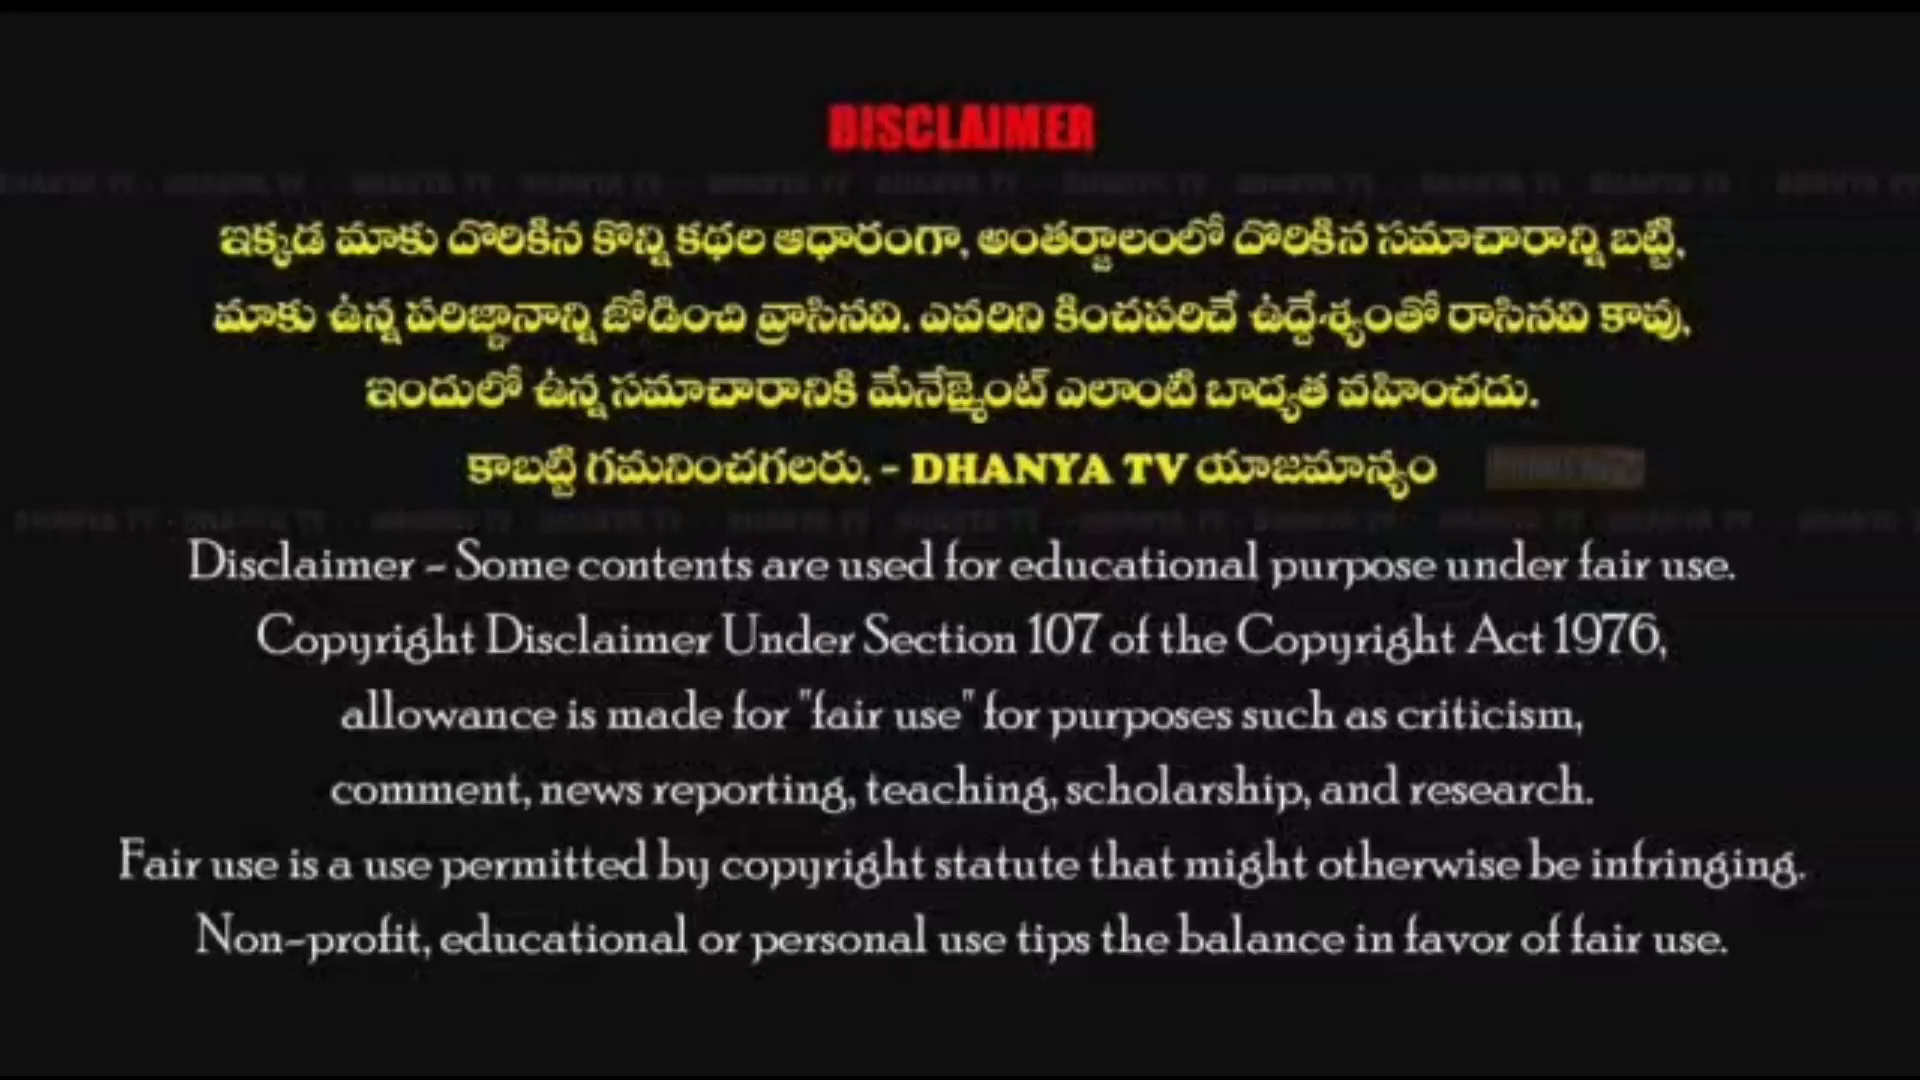 DISCLAIMER
ఇక్కడ మాకు దొరికిన కొన్ని కథల ఆధారంగా, అంతర్జాలంలో దొరికిన సమాచారాన్ని బట్టి,
మాకు ఉన్న పరిజ్ఞానాన్ని జోడించి వ్రాసినవి. ఎవరిని కించపరిచే ఉద్దేశ్యంతో రాసినవి కావు,
ఇందులో ఉన్న సమాచారానికి మేనేజ్మెంట్ ఎలాంటి బాద్యత వహించదు.
కాబట్టి గమనించగలరు. - DHANYA TV యాజమాన్యం
Disclaimer - Some contents are used for educational purpose under fair use.
Copyright Disclaimer Under Section 107 of the Copyright Act 1976,
allowance is made for "fair use" for purposes such as criticism,
comment, news reporting, teaching, scholarship, and research.
Fair use is a use permitted by copyright statute that might otherwise be infringing.
Non-profit, educational or personal use tips the balance in favor of fair use.